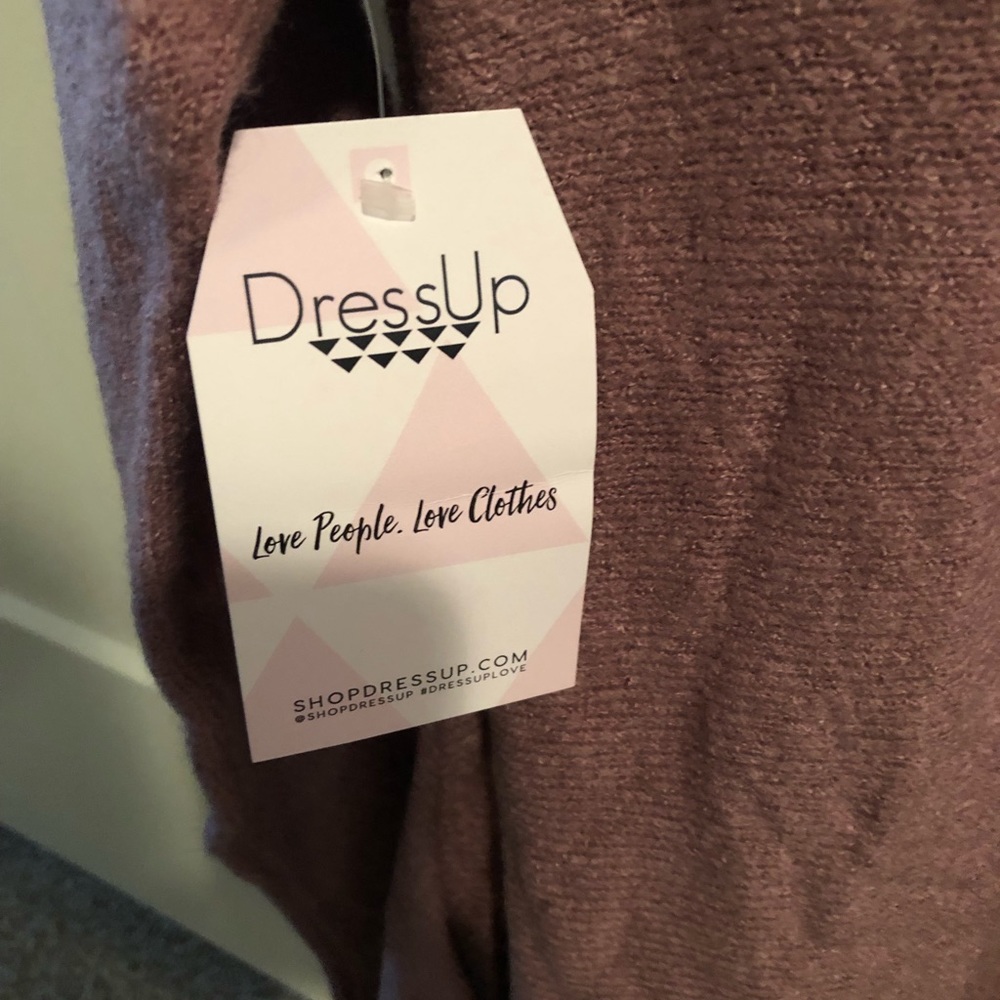 DressUp
Love People. Love Clothes
SHOPDRESSUP.COM
@SHOPDRESSUP #DRESSUPLOVE